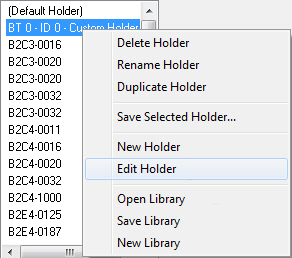 (Default Holder)
BT 0 - ID 0 - Custom Holder
B2C3-0016
B2C3-0020
B2C3-0020
B2C3-0032
B2C3-0032
B2C4-0011
B2C4-0016
B2C4-0020
B2C4-0032
B2C4-1000
B2E4-0125
B2E4-0187
Delete Holder
Rename Holder
Duplicate Holder
Save Selected Holder...
New Holder
Edit Holder
Open Library
Save Library
New Library